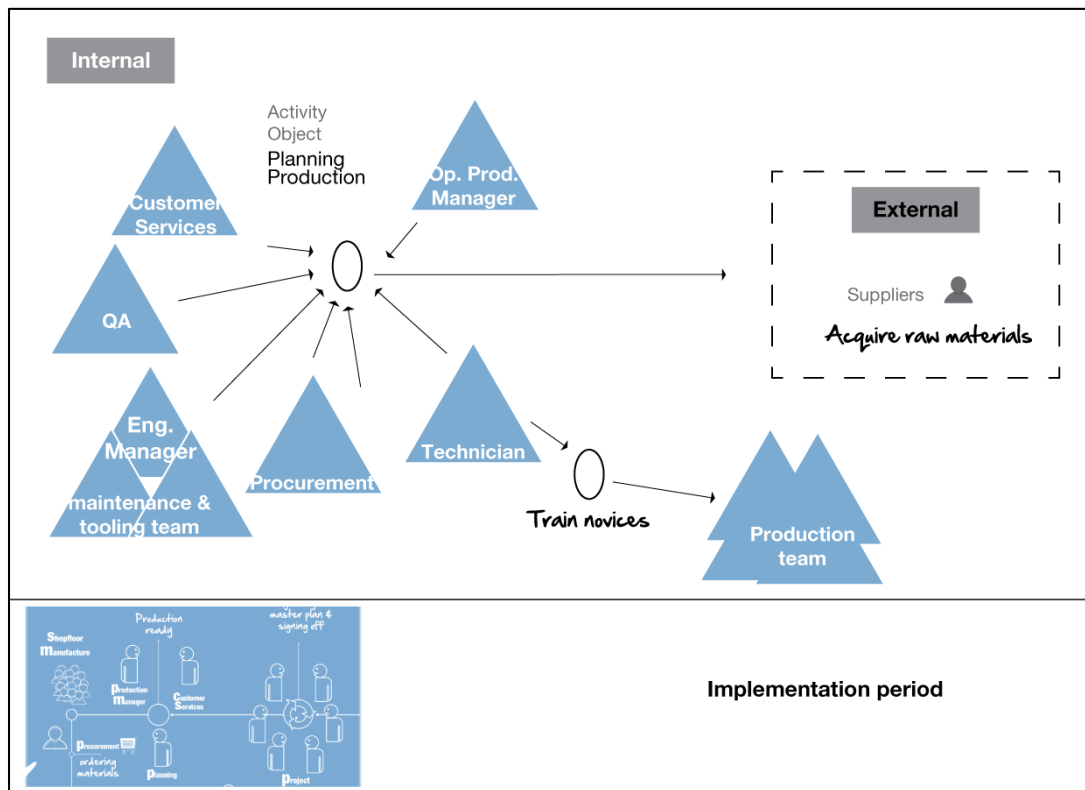 Internal
Activity
Object
Planning
Production
Customer
Services
Op. Prod.
Manager
External
Suppliers
Acquire raw materials
QA
Eng.
Manager
maintenance &
tooling team
Procurement
Technician
Train novices
Production
team
Production
ready
master plan &
signing off
Shopfloor
manufacture
production
manager
Customer
Services
procurement
ordering
materials
planning
project
Implementation period